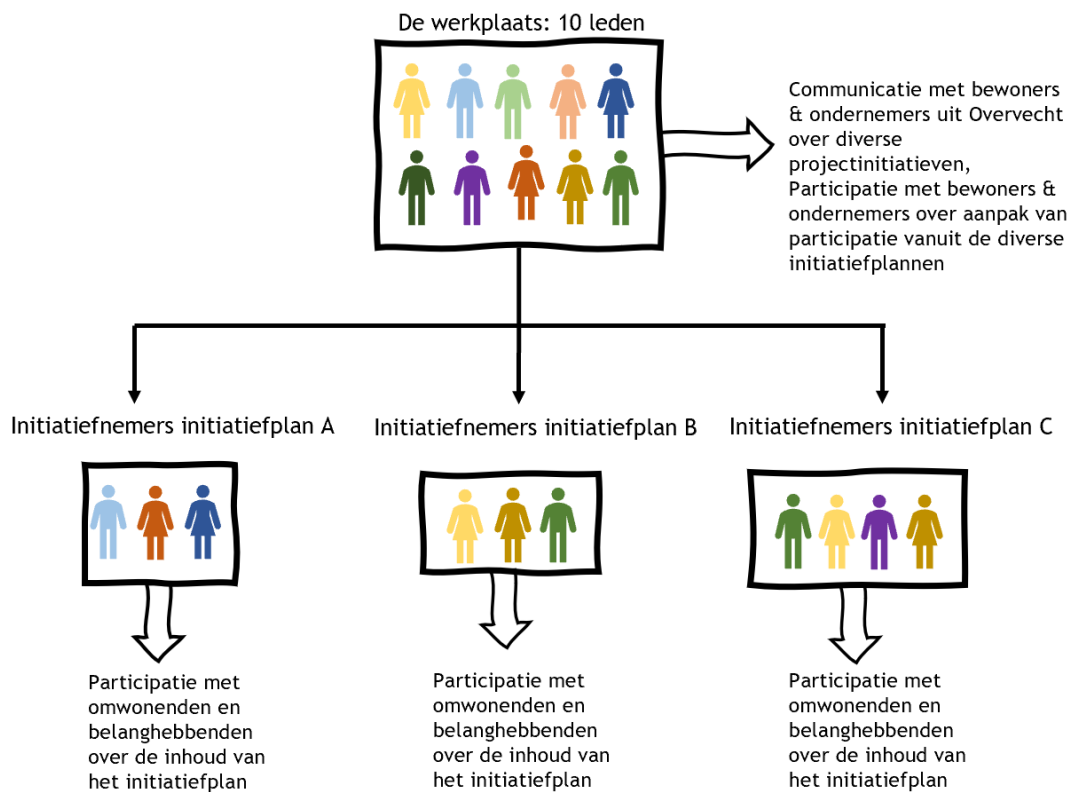 De werkplaats: 10 leden
Communicatie met bewoners
& ondernemers uit Overvecht
over diverse
projectinitiatieven,
Participatie met bewoners &
ondernemers over aanpak van
participatie vanuit de diverse
initiatiefplannen
Initiatiefnemers initiatiefplan A
Initiatiefnemers initiatiefplan B
Initiatiefnemers initiatiefplan C
Participatie met
omwonenden en
belanghebbenden
over de inhoud van
het initiatiefplan
Participatie met
omwonenden en
belanghebbenden
over de inhoud van
het initiatiefplan
Participatie met
omwonenden en
belanghebbenden
over de inhoud van
het initiatiefplan